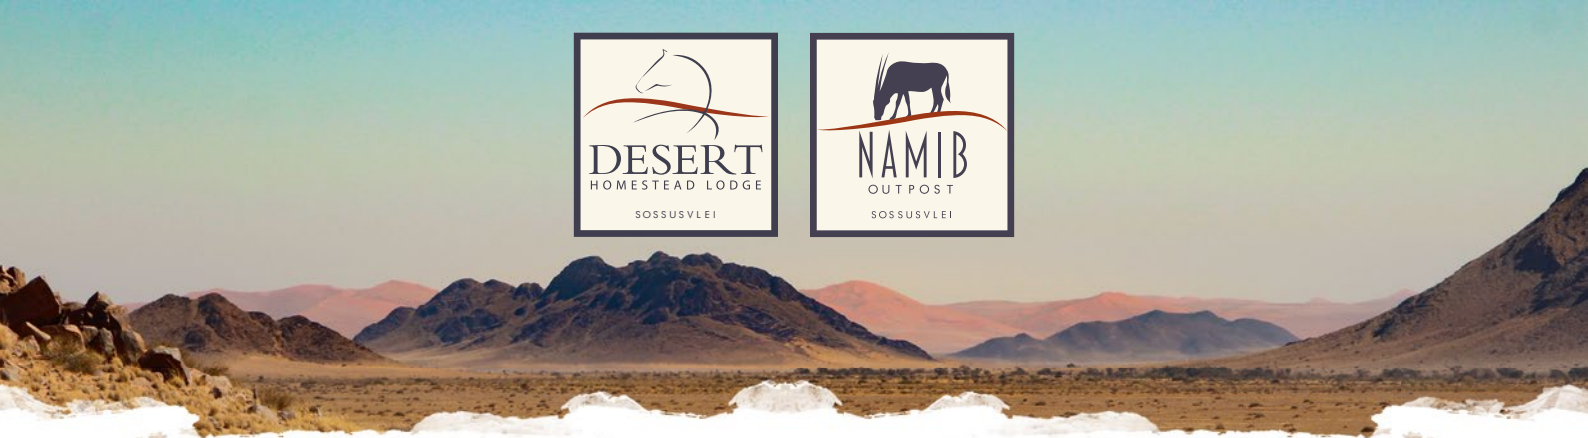 DESERT
HOMESTEAD LODGE
SOSSUSVLEI
NAMIB
OUTPOST
SOSSUSVLEI